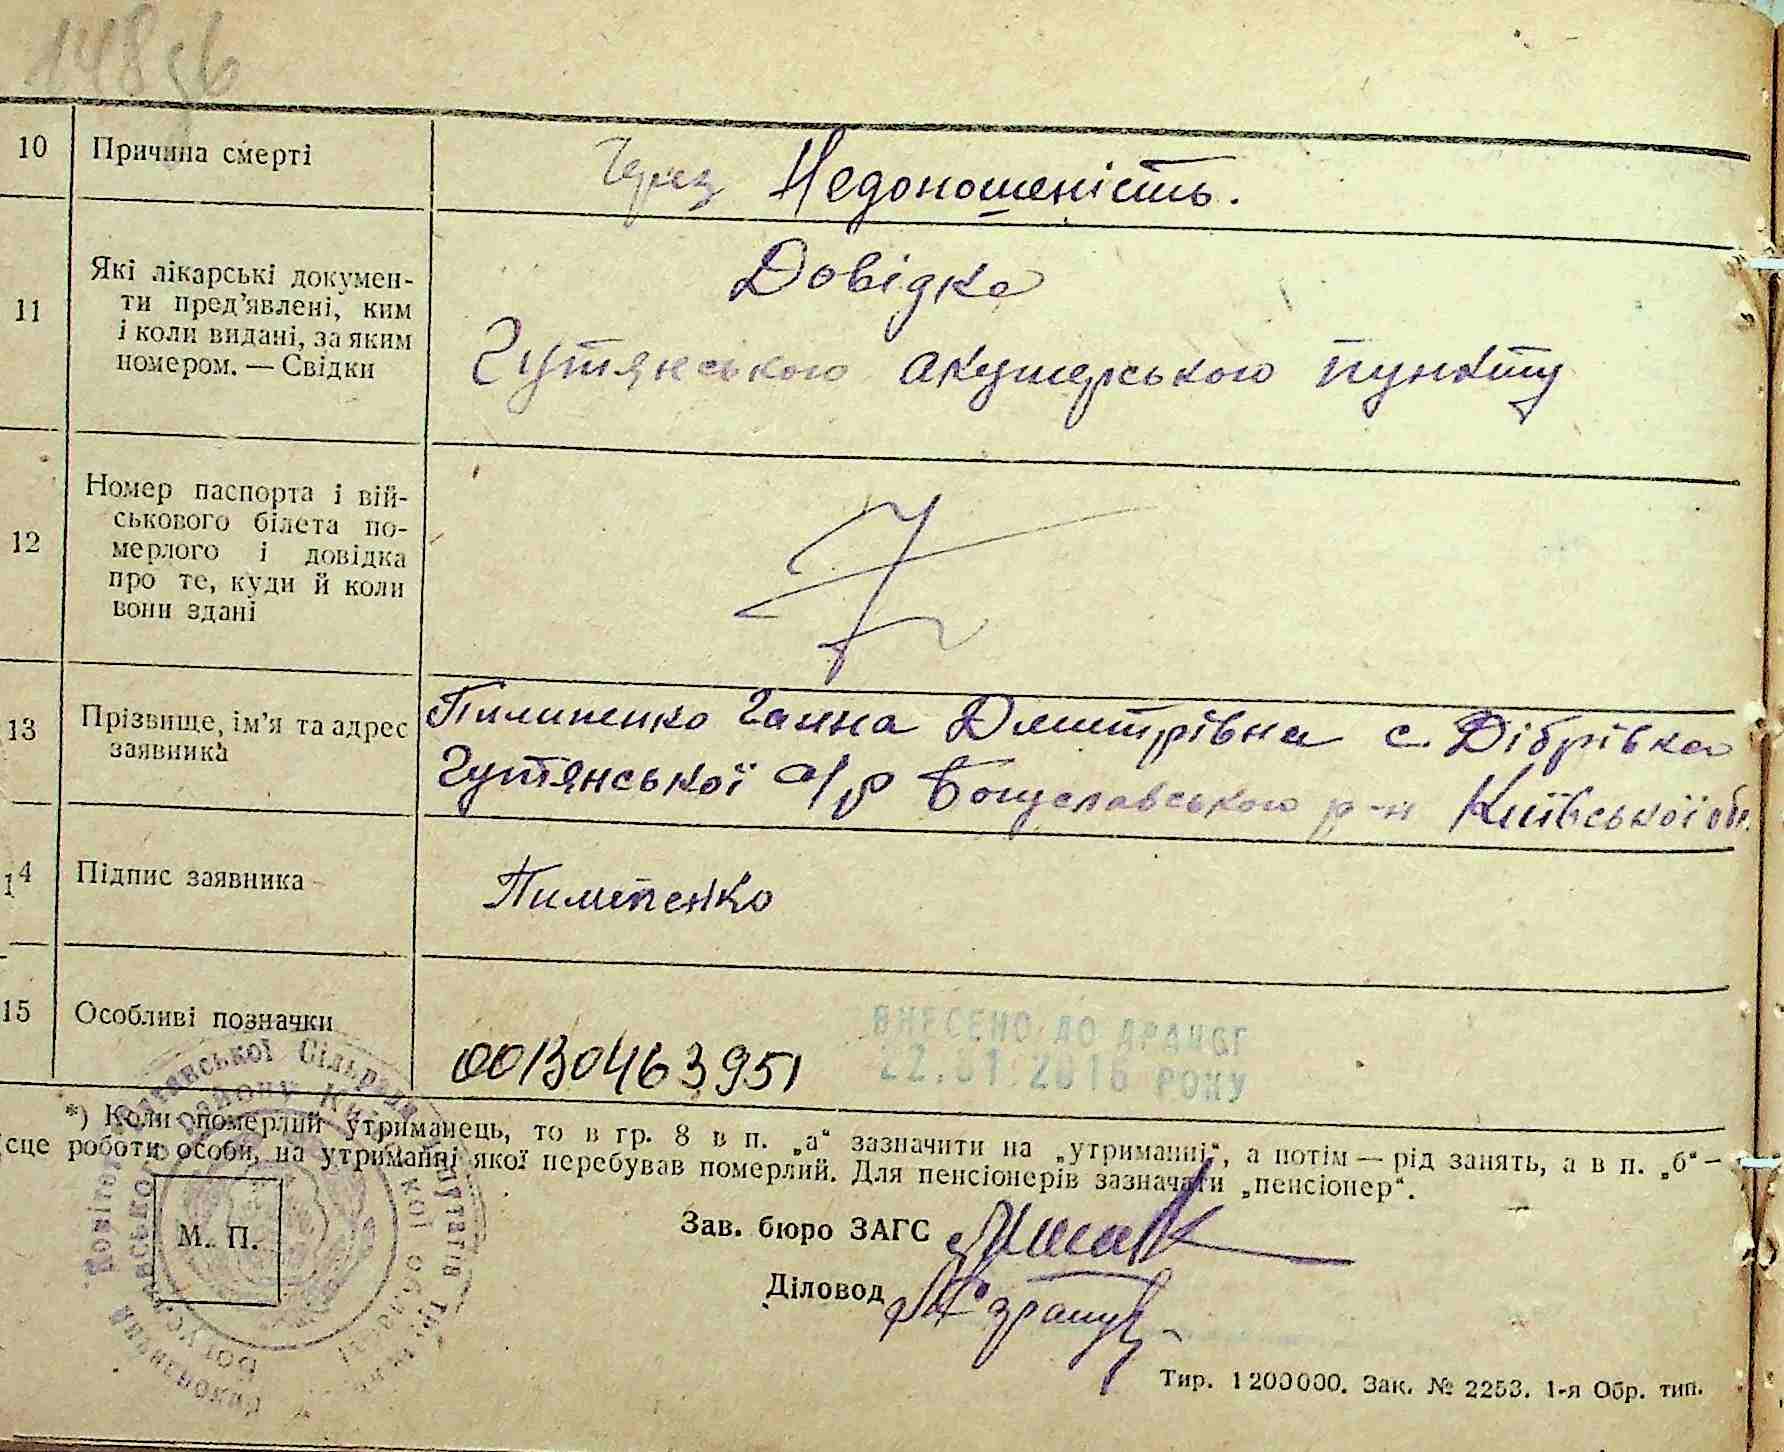 148
10 Причина смерті Через Недоношеність.
11 Які лікарські докумен-
ти пред'явлені, ким
і коли видані, за яким
номером. — Свідки
Довідка
Гутянського акушерського пункту
12 Номер паспорта і вій-
ськового білета по-
мерлого і довідка
про те, куди й коли
вони здані
13 Прізвище, ім'я та адрес
заявника
Пилипенко Ганна Дмитрівна с. Дібрівка
Гутянської с/р Богуславського р-н Київської обл.
14 Підпис заявника Пилипенко
15 Особливі позначки
00130463951
ВНЕСЕНО ДО ДРАЦСГ
22.01.2016 РОКУ
*) Коли померлий утриманець, то в гр. 8 в п. „а“ зазначити на „утриманні“, а потім — рід занять, а в п. „б“ –
ісце роботи особи, на утриманні якої перебував померлий. Для пенсіонерів зазначати „пенсіонер“.
М. П.
Зав. бюро ЗАГС
Діловод
Тир. 1200000. Зак. № 2253. 1-я Обр. тип.